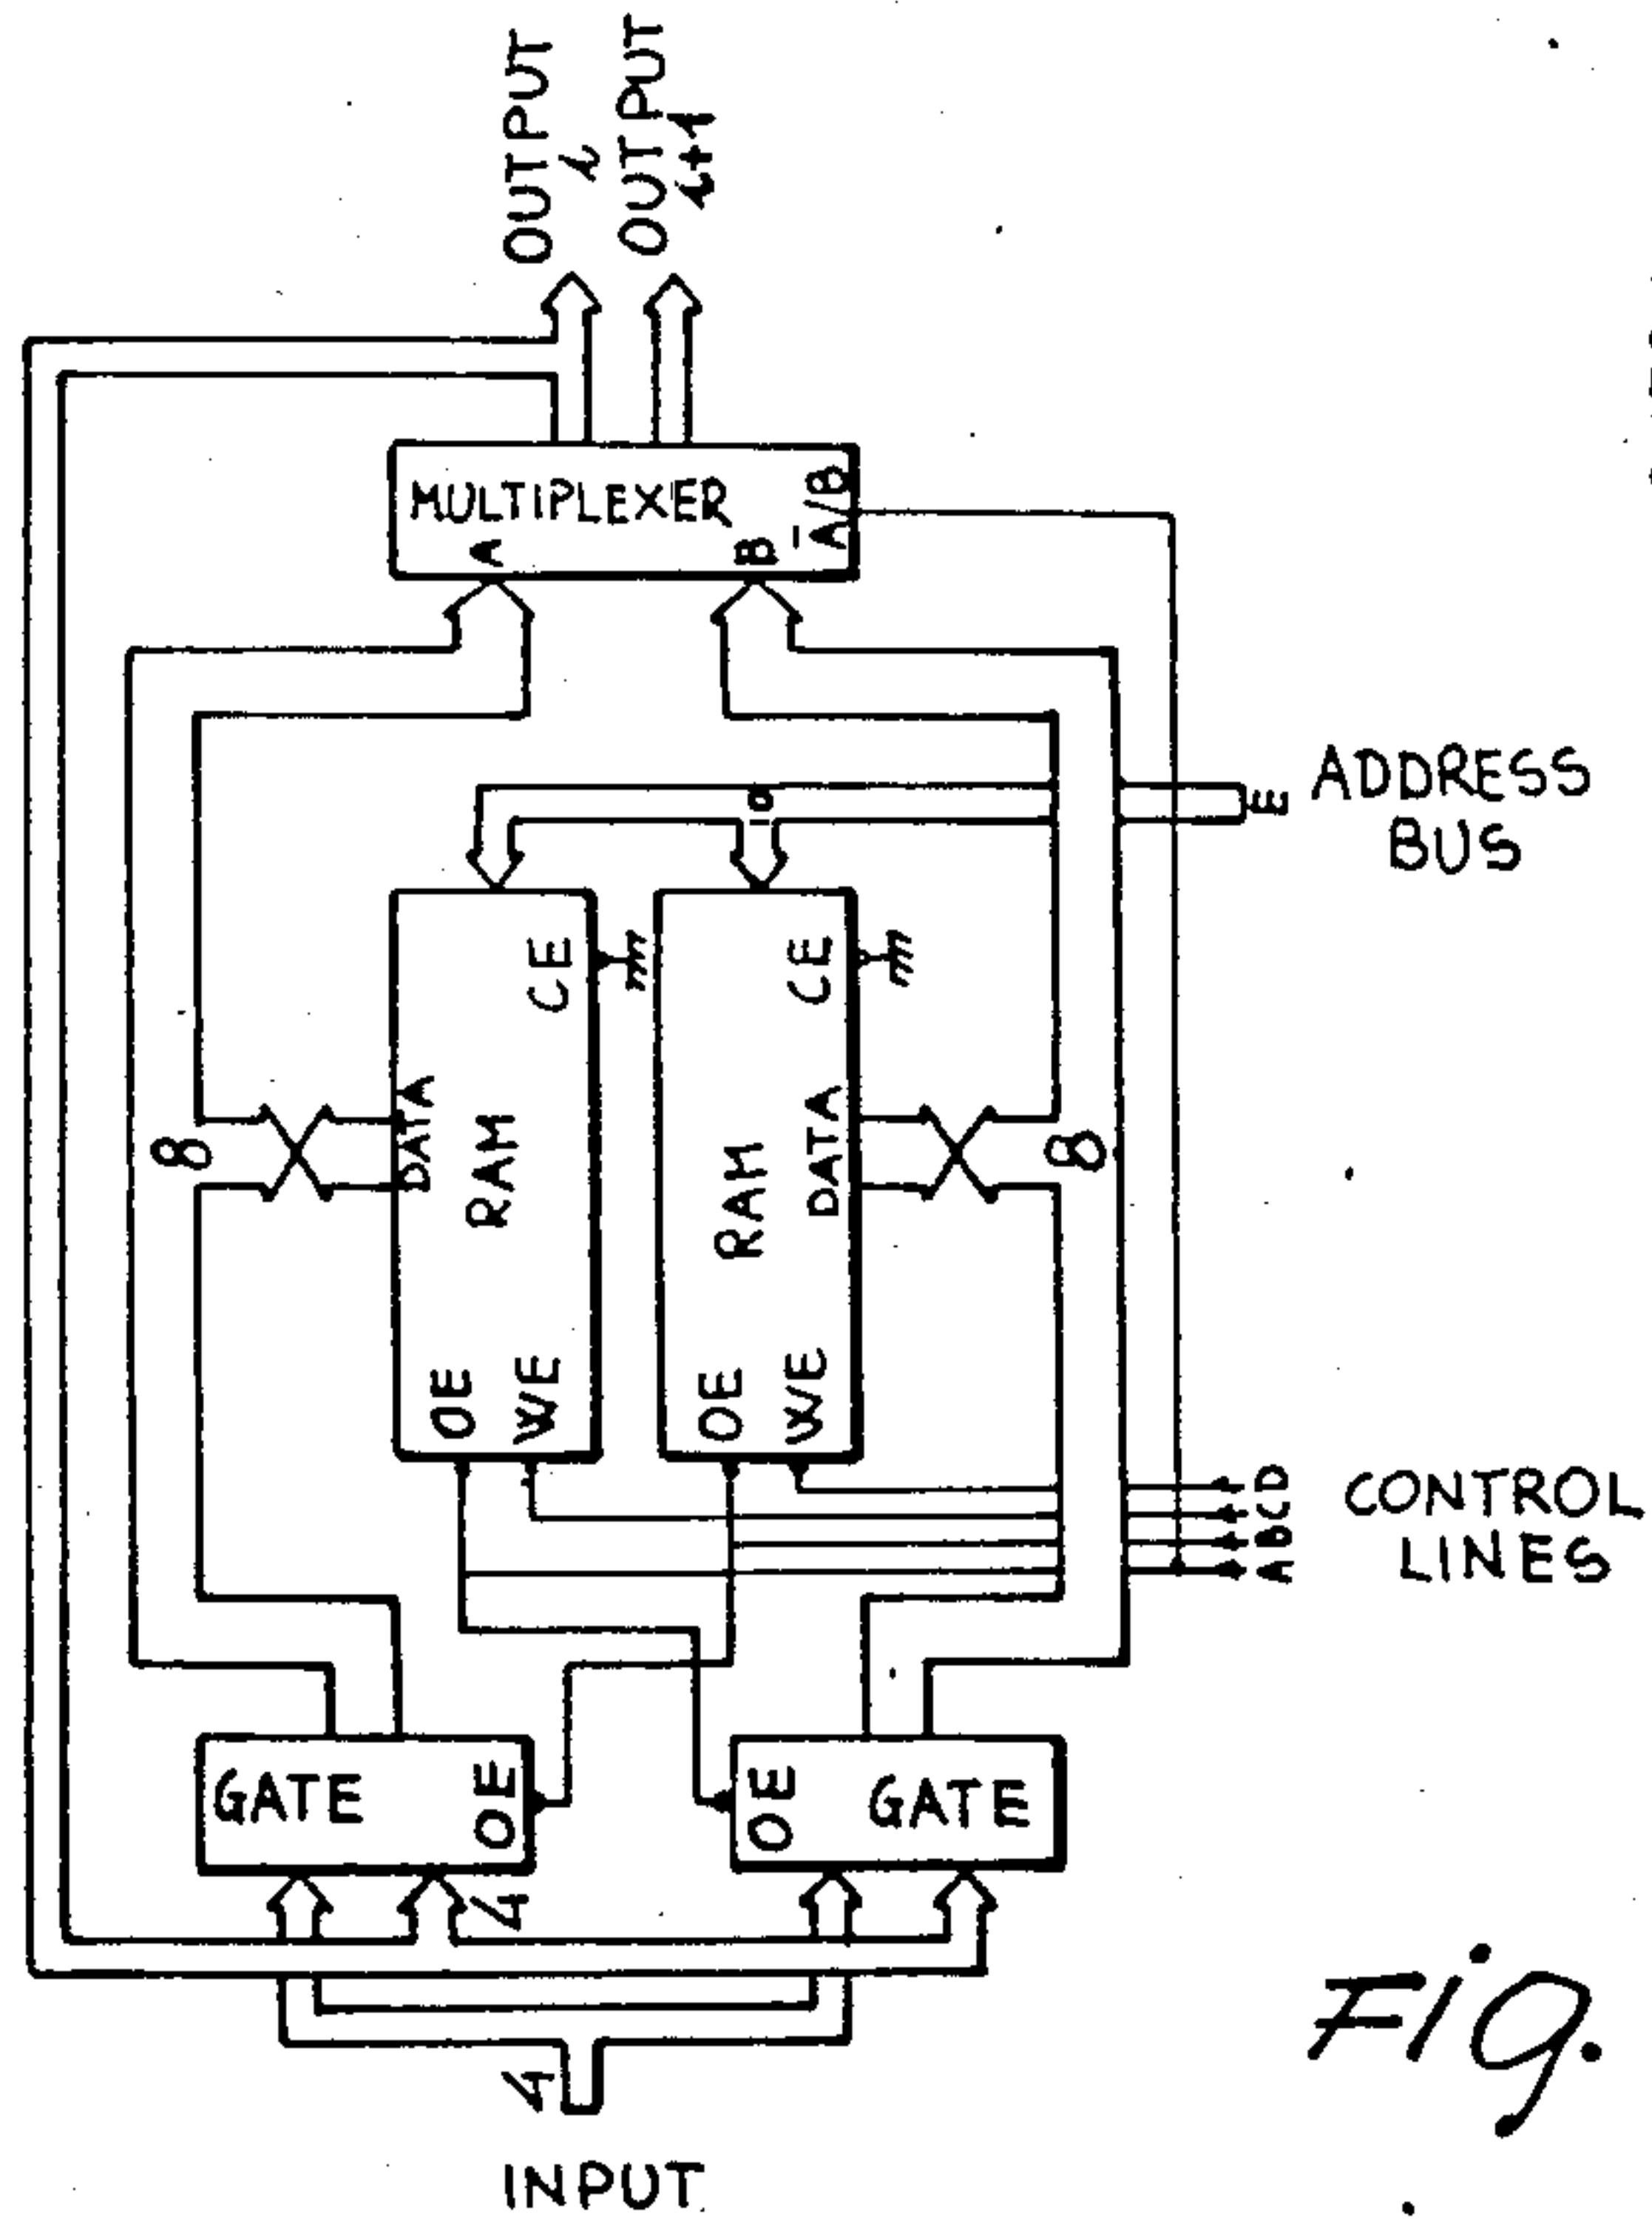 OUTPUT
i
OUTPUT
i+1
MULTIPLEXER
A
B
A/B
E
ADDRESS
BUS
CE
CE
8
DATA
RAM
RAM
DATA
8
OE
WE
OE
WE
A B C D
CONTROL
LINES
GATE
OE
OE
GATE
4
4
INPUT
Fig.